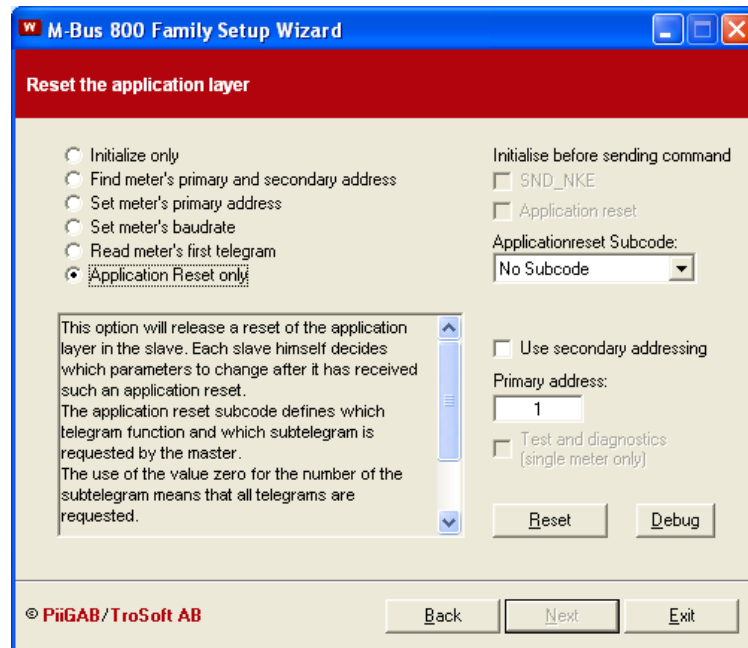 W M-Bus 800 Family Setup Wizard
Reset the application layer
Initialize only
Find meter's primary and secondary address
Set meter's primary address
Set meter's baudrate
Read meter's first telegram
Application Reset only
This option will release a reset of the application
layer in the slave. Each slave himself decides
which parameters to change after it has received
such an application reset.
The application reset subcode defines which
telegram function and which subtelegram is
requested by the master.
The use of the value zero for the number of the
subtelegram means that all telegrams are
requested.
Initialise before sending command
SND_NKE
Application reset
Applicationreset Subcode:
No Subcode
Use secondary addressing
Primary address:
1
Test and diagnostics
(single meter only)
Reset Debug
© PiiGAB/TroSoft AB Back Next Exit